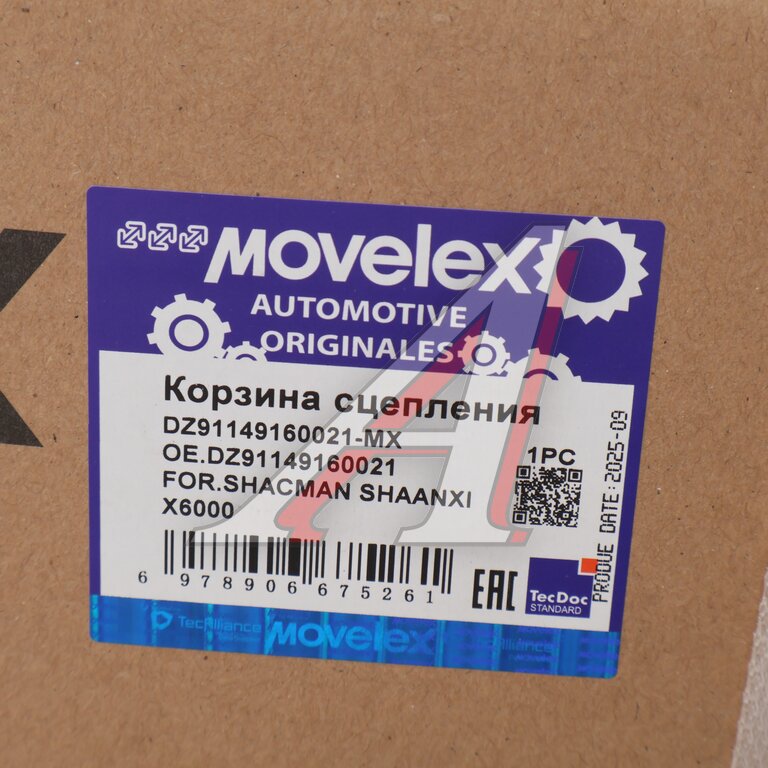 MOVelex
AUTOMOTIVE
ORIGINALES
Корзина сцепления
DZ91149160021-MX
OE.DZ91149160021
FOR.SHACMAN SHAANXI
X6000
1PC
PRODUE DATE:2025-09
6 978906 675261
EAC
TecDoc
STANDARD
TecAlliance
MOVelex